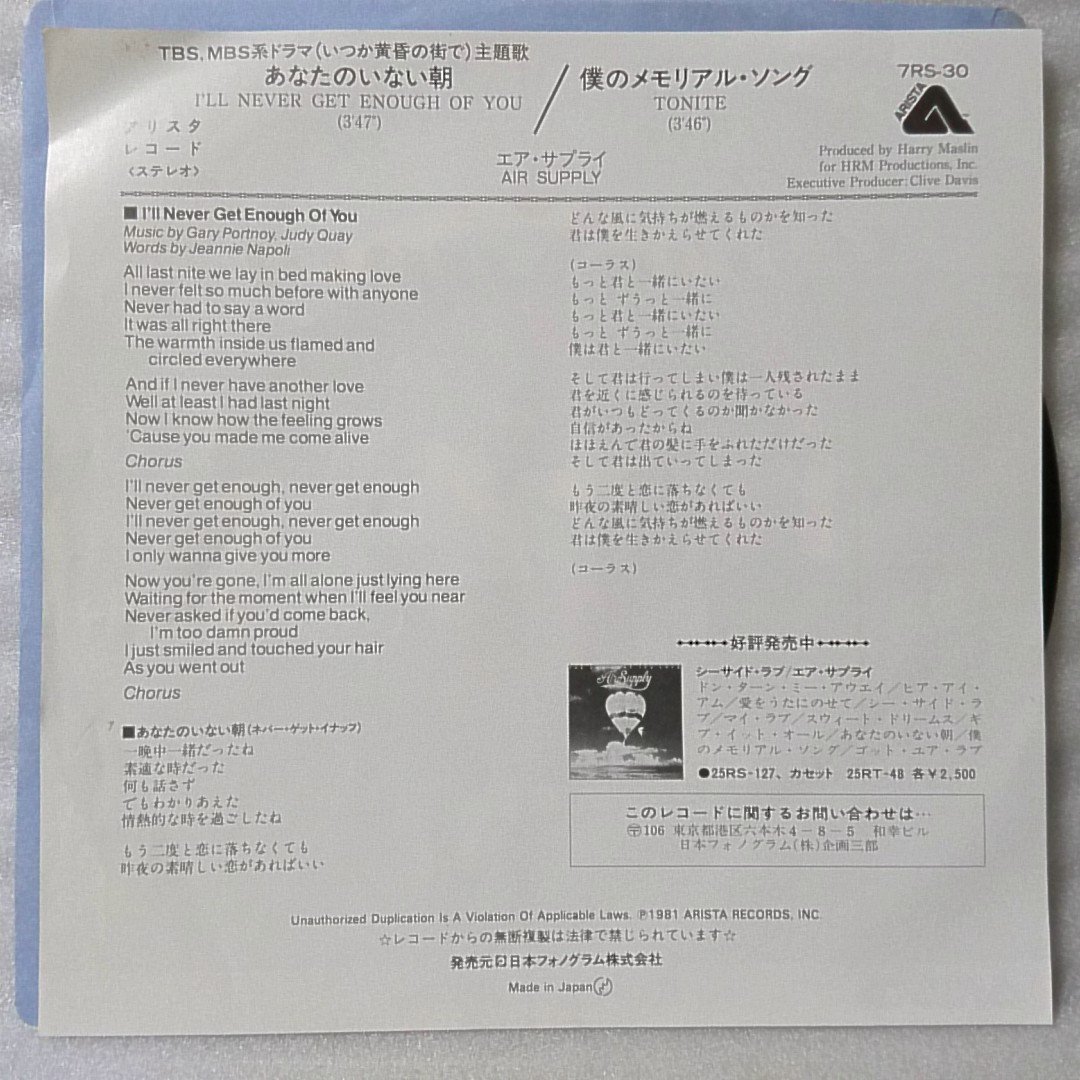 TBS, MBS系ドラマ(いつか黄昏の街で)主題歌
あなたのいない朝
I'LL NEVER GET ENOUGH OF YOU
(3'47")
/
僕のメモリアル・ソング
TONITE
(3'46")
7RS-30
ARISTA
アリスタ
レコード
〈ステレオ〉
エア・サプライ
AIR SUPPLY
Produced by Harry Maslin
for HRM Productions, Inc.
Executive Producer: Clive Davis
■I'll Never Get Enough Of You
Music by Gary Portnoy, Judy Quay
Words by Jeannie Napoli
All last nite we lay in bed making love
I never felt so much before with anyone
Never had to say a word
It was all right there
The warmth inside us flamed and
circled everywhere
And if I never have another love
Well at least I had last night
Now I know how the feeling grows
'Cause you made me come alive
Chorus
I'll never get enough, never get enough
Never get enough of you
I'll never get enough, never get enough
Never get enough of you
I only wanna give you more
Now you're gone, I'm all alone just lying here
Waiting for the moment when I'll feel you near
Never asked if you'd come back,
I'm too damn proud
I just smiled and touched your hair
As you went out
Chorus
■あなたのいない朝(ネバー・ゲット・イナッフ)
一晩中一緒だったね
素適な時だった
何も話さず
でもわかりあえた
情熱的な時を過ごしたね
もう二度と恋に落ちなくても
昨夜の素晴しい恋があればいい
どんな風に気持ちが燃えるものかを知った
君は僕を生きかえらせてくれた
(コーラス)
もっと君と一緒にいたい
もっと ずうっと一緒に
もっと君と一緒にいたい
もっと ずうっと一緒に
僕は君と一緒にいたい
そして君は行ってしまい僕は一人残されたまま
君を近くに感じられるのを待っている
君がいつもどってくるのか聞かなかった
自信があったからね
ほほえんで君の髪に手をふれただけだった
そして君は出ていってしまった
もう二度と恋に落ちなくても
昨夜の素晴しい恋があればいい
どんな風に気持ちが燃えるものかを知った
君は僕を生きかえらせてくれた
(コーラス)
好評発売中
Air Supply
シーサイド・ラブ/エア・サプライ
ドン・ターン・ミー・アウエイ/ヒア・アイ・
アム/愛をうたにのせて/シー・サイド・ラ
ブ/マイ・ラブ/スウィート・ドリームス/ギ
ブ・イット・オール/あなたのいない朝/僕
のメモリアル・ソング/ゴット・ユア・ラブ
●25RS-127、カセット 25RT-48 各¥2,500
このレコードに関するお問い合わせは…
〒106 東京都港区六本木4−8−5 和幸ビル
日本フォノグラム(株)企画三部
Unauthorized Duplication Is A Violation Of Applicable Laws. ℗1981 ARISTA RECORDS, INC.
☆レコードからの無断複製は法律で禁じられています☆
発売元 日本フォノグラム株式会社
Made in Japan